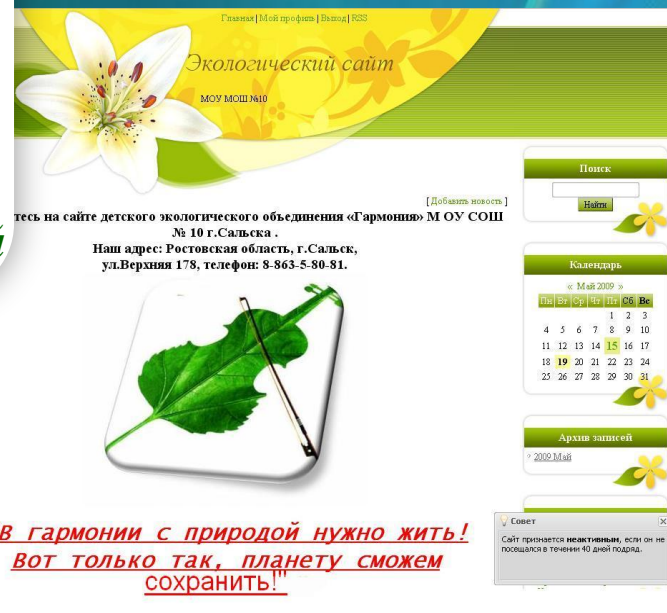 Главная | Мой профиль | Выход | RSS
Экологический сайт
МОУ МОШ №10
[ Добавить новость ]
тесь на сайте детского экологического объединения «Гармония» М ОУ СОШ
№ 10 г.Сальска .
Наш адрес: Ростовская область, г.Сальск,
ул.Верхняя 178, телефон: 8-863-5-80-81.
В гармонии с природой нужно жить!
Вот только так, планету сможем
сохранить!"
Поиск
Найти
Календарь
« Май 2009 »
Пн Вт Ср Чт Пт Сб Вс
1 2 3
4 5 6 7 8 9 10
11 12 13 14 15 16 17
18 19 20 21 22 23 24
25 26 27 28 29 30 31
Архив записей
2009 Май
Совет
Сайт признается неактивным, если он не
посещался в течении 40 дней подряд.